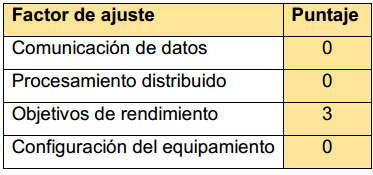 Factor de ajuste Puntaje
Comunicación de datos 0
Procesamiento distribuido 0
Objetivos de rendimiento 3
Configuración del equipamiento 0